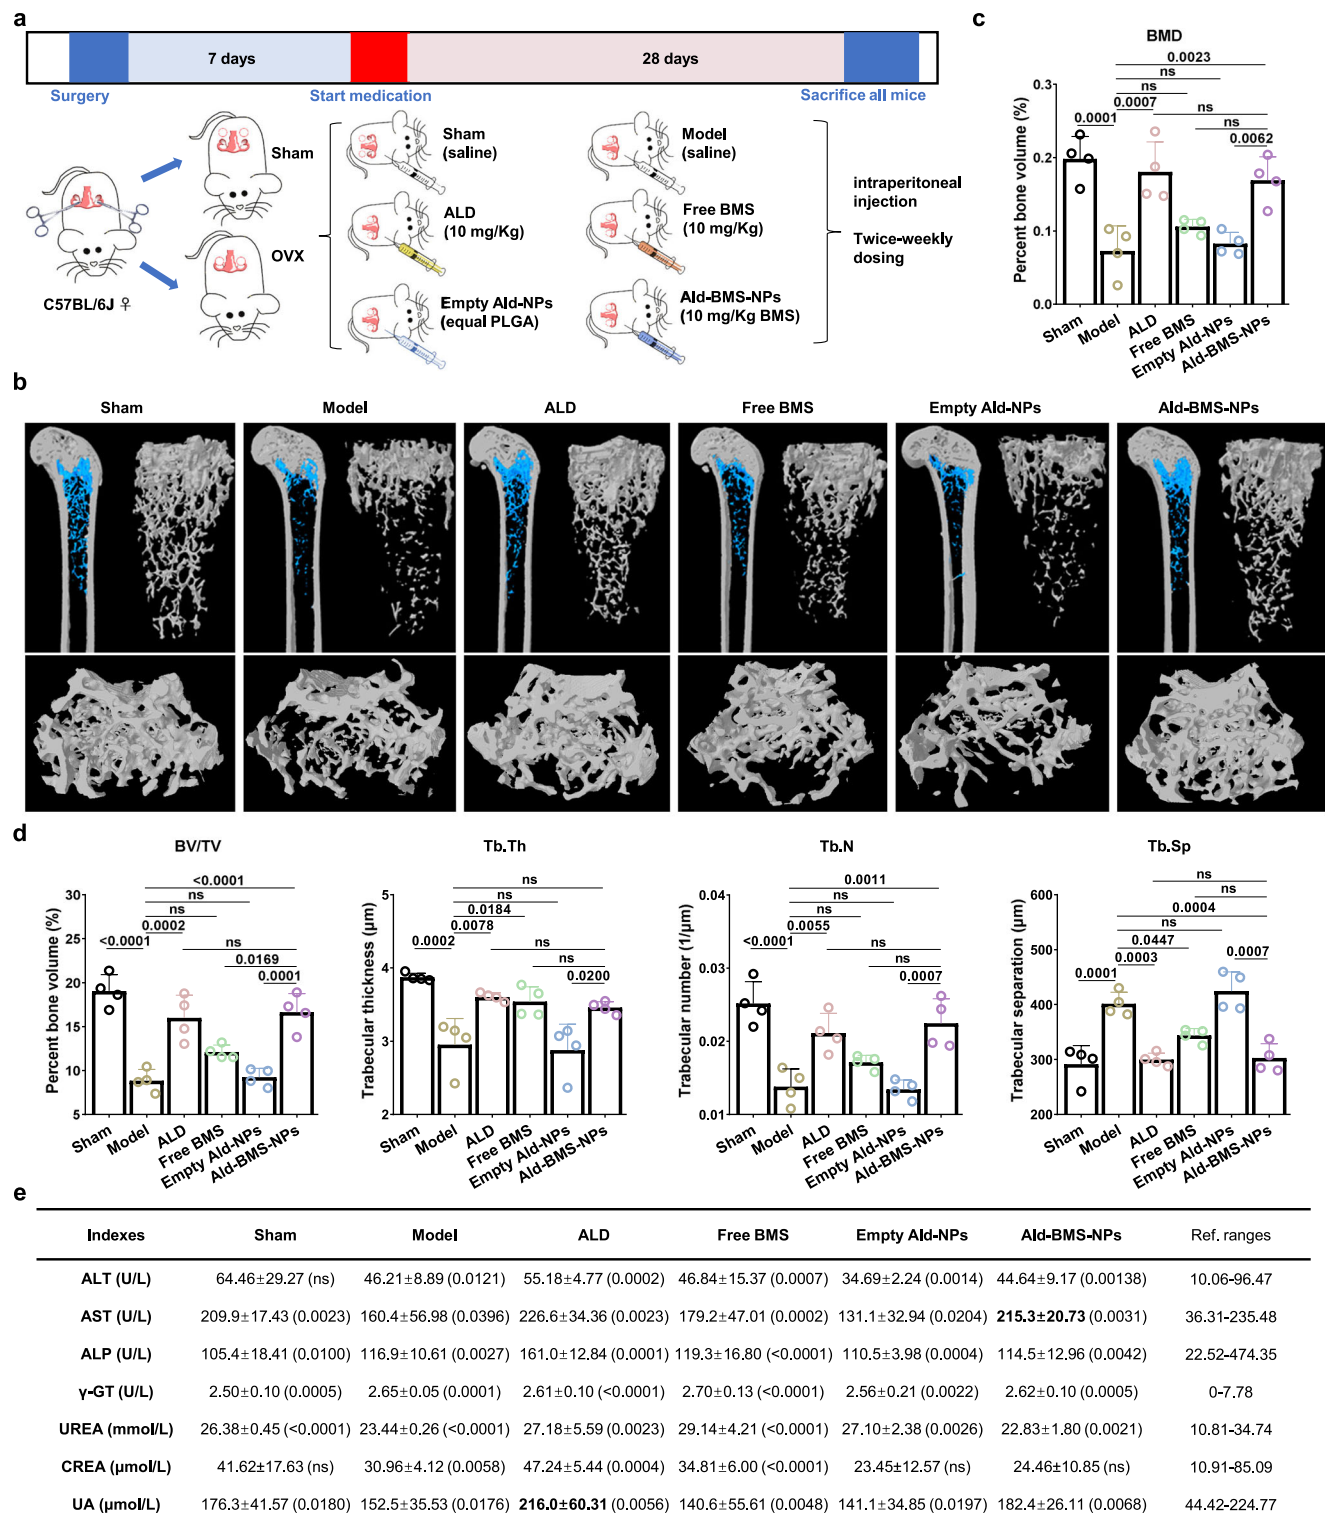 a
7 days
28 days
Surgery
Start medication
Sacrifice all mice
C57BL/6J ♀
Sham
OVX
Sham
(saline)
Model
(saline)
ALD
(10 mg/Kg)
Free BMS
(10 mg/Kg)
Empty Ald-NPs
(equal PLGA)
Ald-BMS-NPs
(10 mg/Kg BMS)
intraperitoneal
injection
Twice-weekly
dosing
c
BMD
Percent bone volume (%)
0.3
0.2
0.1
0.0
0.0023
ns
ns
0.0001
0.0007
ns
ns
0.0062
Sham
Model
ALD
Free BMS
Empty Ald-NPs
Ald-BMS-NPs
b
Sham
Model
ALD
Free BMS
Empty Ald-NPs
Ald-BMS-NPs
d
BV/TV
Percent bone volume (%)
30
25
20
15
10
5
<0.0001
ns
ns
0.0002
<0.0001
ns
0.0169
0.0001
Sham
Model
ALD
Free BMS
Empty Ald-NPs
Ald-BMS-NPs
Tb.Th
Trabecular thickness (μm)
5
4
3
2
ns
ns
0.0184
0.0078
0.0002
ns
ns
0.0200
Sham
Model
ALD
Free BMS
Empty Ald-NPs
Ald-BMS-NPs
Tb.N
Trabecular number (1/μm)
0.04
0.03
0.02
0.01
0.0011
ns
ns
0.0055
<0.0001
ns
ns
0.0007
Sham
Model
ALD
Free BMS
Empty Ald-NPs
Ald-BMS-NPs
Tb.Sp
Trabecular separation (μm)
600
500
400
300
200
ns
ns
0.0004
ns
0.0447
0.0003
0.0001
0.0007
Sham
Model
ALD
Free BMS
Empty Ald-NPs
Ald-BMS-NPs
e
Indexes Sham Model ALD Free BMS Empty Ald-NPs Ald-BMS-NPs Ref. ranges
ALT (U/L) 64.46±29.27 (ns) 46.21±8.89 (0.0121) 55.18±4.77 (0.0002) 46.84±15.37 (0.0007) 34.69±2.24 (0.0014) 44.64±9.17 (0.00138) 10.06-96.47
AST (U/L) 209.9±17.43 (0.0023) 160.4±56.98 (0.0396) 226.6±34.36 (0.0023) 179.2±47.01 (0.0002) 131.1±32.94 (0.0204) 215.3±20.73 (0.0031) 36.31-235.48
ALP (U/L) 105.4±18.41 (0.0100) 116.9±10.61 (0.0027) 161.0±12.84 (0.0001) 119.3±16.80 (<0.0001) 110.5±3.98 (0.0004) 114.5±12.96 (0.0042) 22.52-474.35
γ-GT (U/L) 2.50±0.10 (0.0005) 2.65±0.05 (0.0001) 2.61±0.10 (<0.0001) 2.70±0.13 (<0.0001) 2.56±0.21 (0.0022) 2.62±0.10 (0.0005) 0-7.78
UREA (mmol/L) 26.38±0.45 (<0.0001) 23.44±0.26 (<0.0001) 27.18±5.59 (0.0023) 29.14±4.21 (<0.0001) 27.10±2.38 (0.0026) 22.83±1.80 (0.0021) 10.81-34.74
CREA (μmol/L) 41.62±17.63 (ns) 30.96±4.12 (0.0058) 47.24±5.44 (0.0004) 34.81±6.00 (<0.0001) 23.45±12.57 (ns) 24.46±10.85 (ns) 10.91-85.09
UA (μmol/L) 176.3±41.57 (0.0180) 152.5±35.53 (0.0176) 216.0±60.31 (0.0056) 140.6±55.61 (0.0048) 141.1±34.85 (0.0197) 182.4±26.11 (0.0068) 44.42-224.77